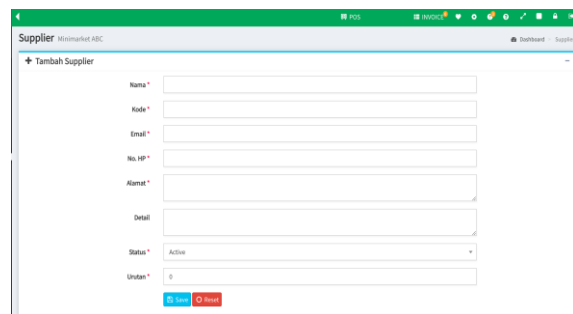 POS INVOICE
Supplier Minimarket ABC
Dashboard Supplier
Tambah Supplier
Nama *
Kode *
Email *
No. HP *
Alamat *
Detail
Status * Active
Urutan * 0
Save Reset